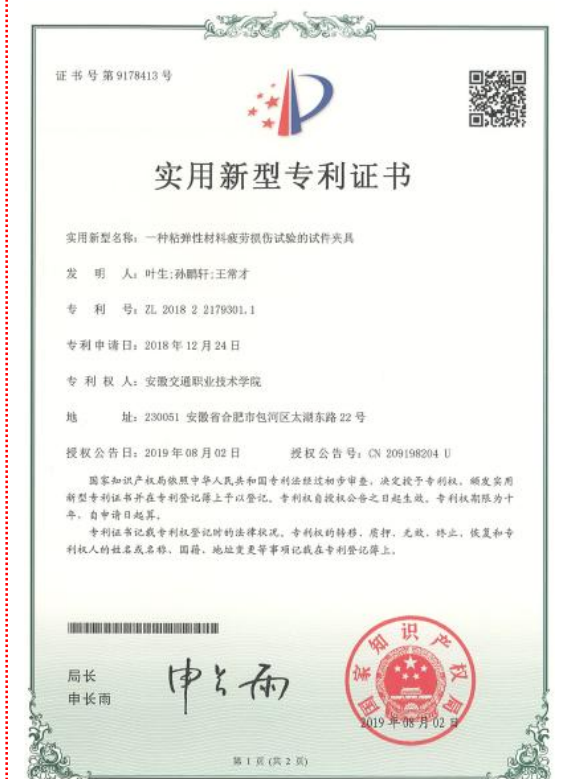 证书号第9178413号
实用新型专利证书
实用新型名称：一种粘弹性材料疲劳损伤试验的试件夹具
发明人：叶生;孙鹏轩;王常才
专利号：ZL 2018 2 2179301.1
专利申请日：2018年12月24日
专利权人：安徽交通职业技术学院
地址：230051 安徽省合肥市包河区太湖东路22号
授权公告日：2019年08月02日 授权公告号：CN 209198204 U
国家知识产权局依照中华人民共和国专利法经过初步审查，决定授予专利权，颁发实用
新型专利证书并在专利登记簿上予以登记。专利权自授权公告之日起生效。专利权期限为十
年，自申请日起算。
专利证书记载专利权登记时的法律状况。专利权的转移、质押、无效、终止、恢复和专
利权人的姓名或名称、国籍、地址变更等事项记载在专利登记簿上。
局长
申长雨
申长雨
国家知识产权局
2019年08月02日
第 1 页 (共 2 页)